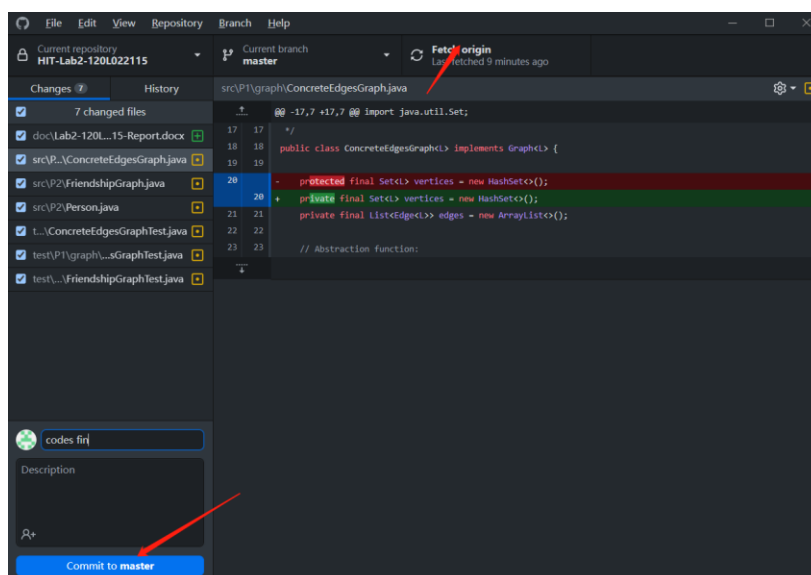 File Edit View Repository Branch Help
Current repository
HIT-Lab2-120L022115
Current branch
master
Fetch origin
Last fetched 9 minutes ago
Changes 7 History
src\P1\graph\ConcreteEdgesGraph.java
7 changed files
doc\Lab2-120L...15-Report.docx
src\P...\ConcreteEdgesGraph.java
src\P2\FriendshipGraph.java
src\P2\Person.java
t...\ConcreteEdgesGraphTest.java
test\P1\graph\...sGraphTest.java
test\...\FriendshipGraphTest.java
@@ -17,7 +17,7 @@ import java.util.Set;
17 17 */
18 18 public class ConcreteEdgesGraph<L> implements Graph<L> {
19 19
20 - protected final Set<L> vertices = new HashSet<>();
20 + private final Set<L> vertices = new HashSet<>();
21 21 private final List<Edge<L>> edges = new ArrayList<>();
22 22
23 23 // Abstraction function:
codes fin
Description
Commit to master